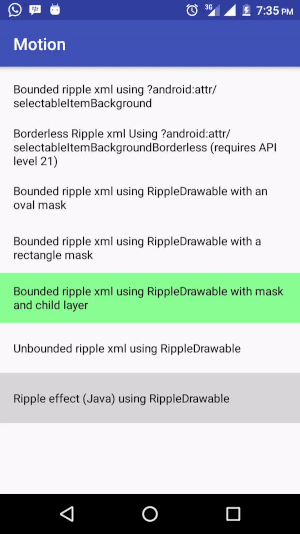 3G
7:35 PM
Motion
Bounded ripple xml using ?android:attr/
selectableItemBackground
Borderless Ripple xml Using ?android:attr/
selectableItemBackgroundBorderless (requires API
level 21)
Bounded ripple xml using RippleDrawable with an
oval mask
Bounded ripple xml using RippleDrawable with a
rectangle mask
Bounded ripple xml using RippleDrawable with mask
and child layer
Unbounded ripple xml using RippleDrawable
Ripple effect (Java) using RippleDrawable